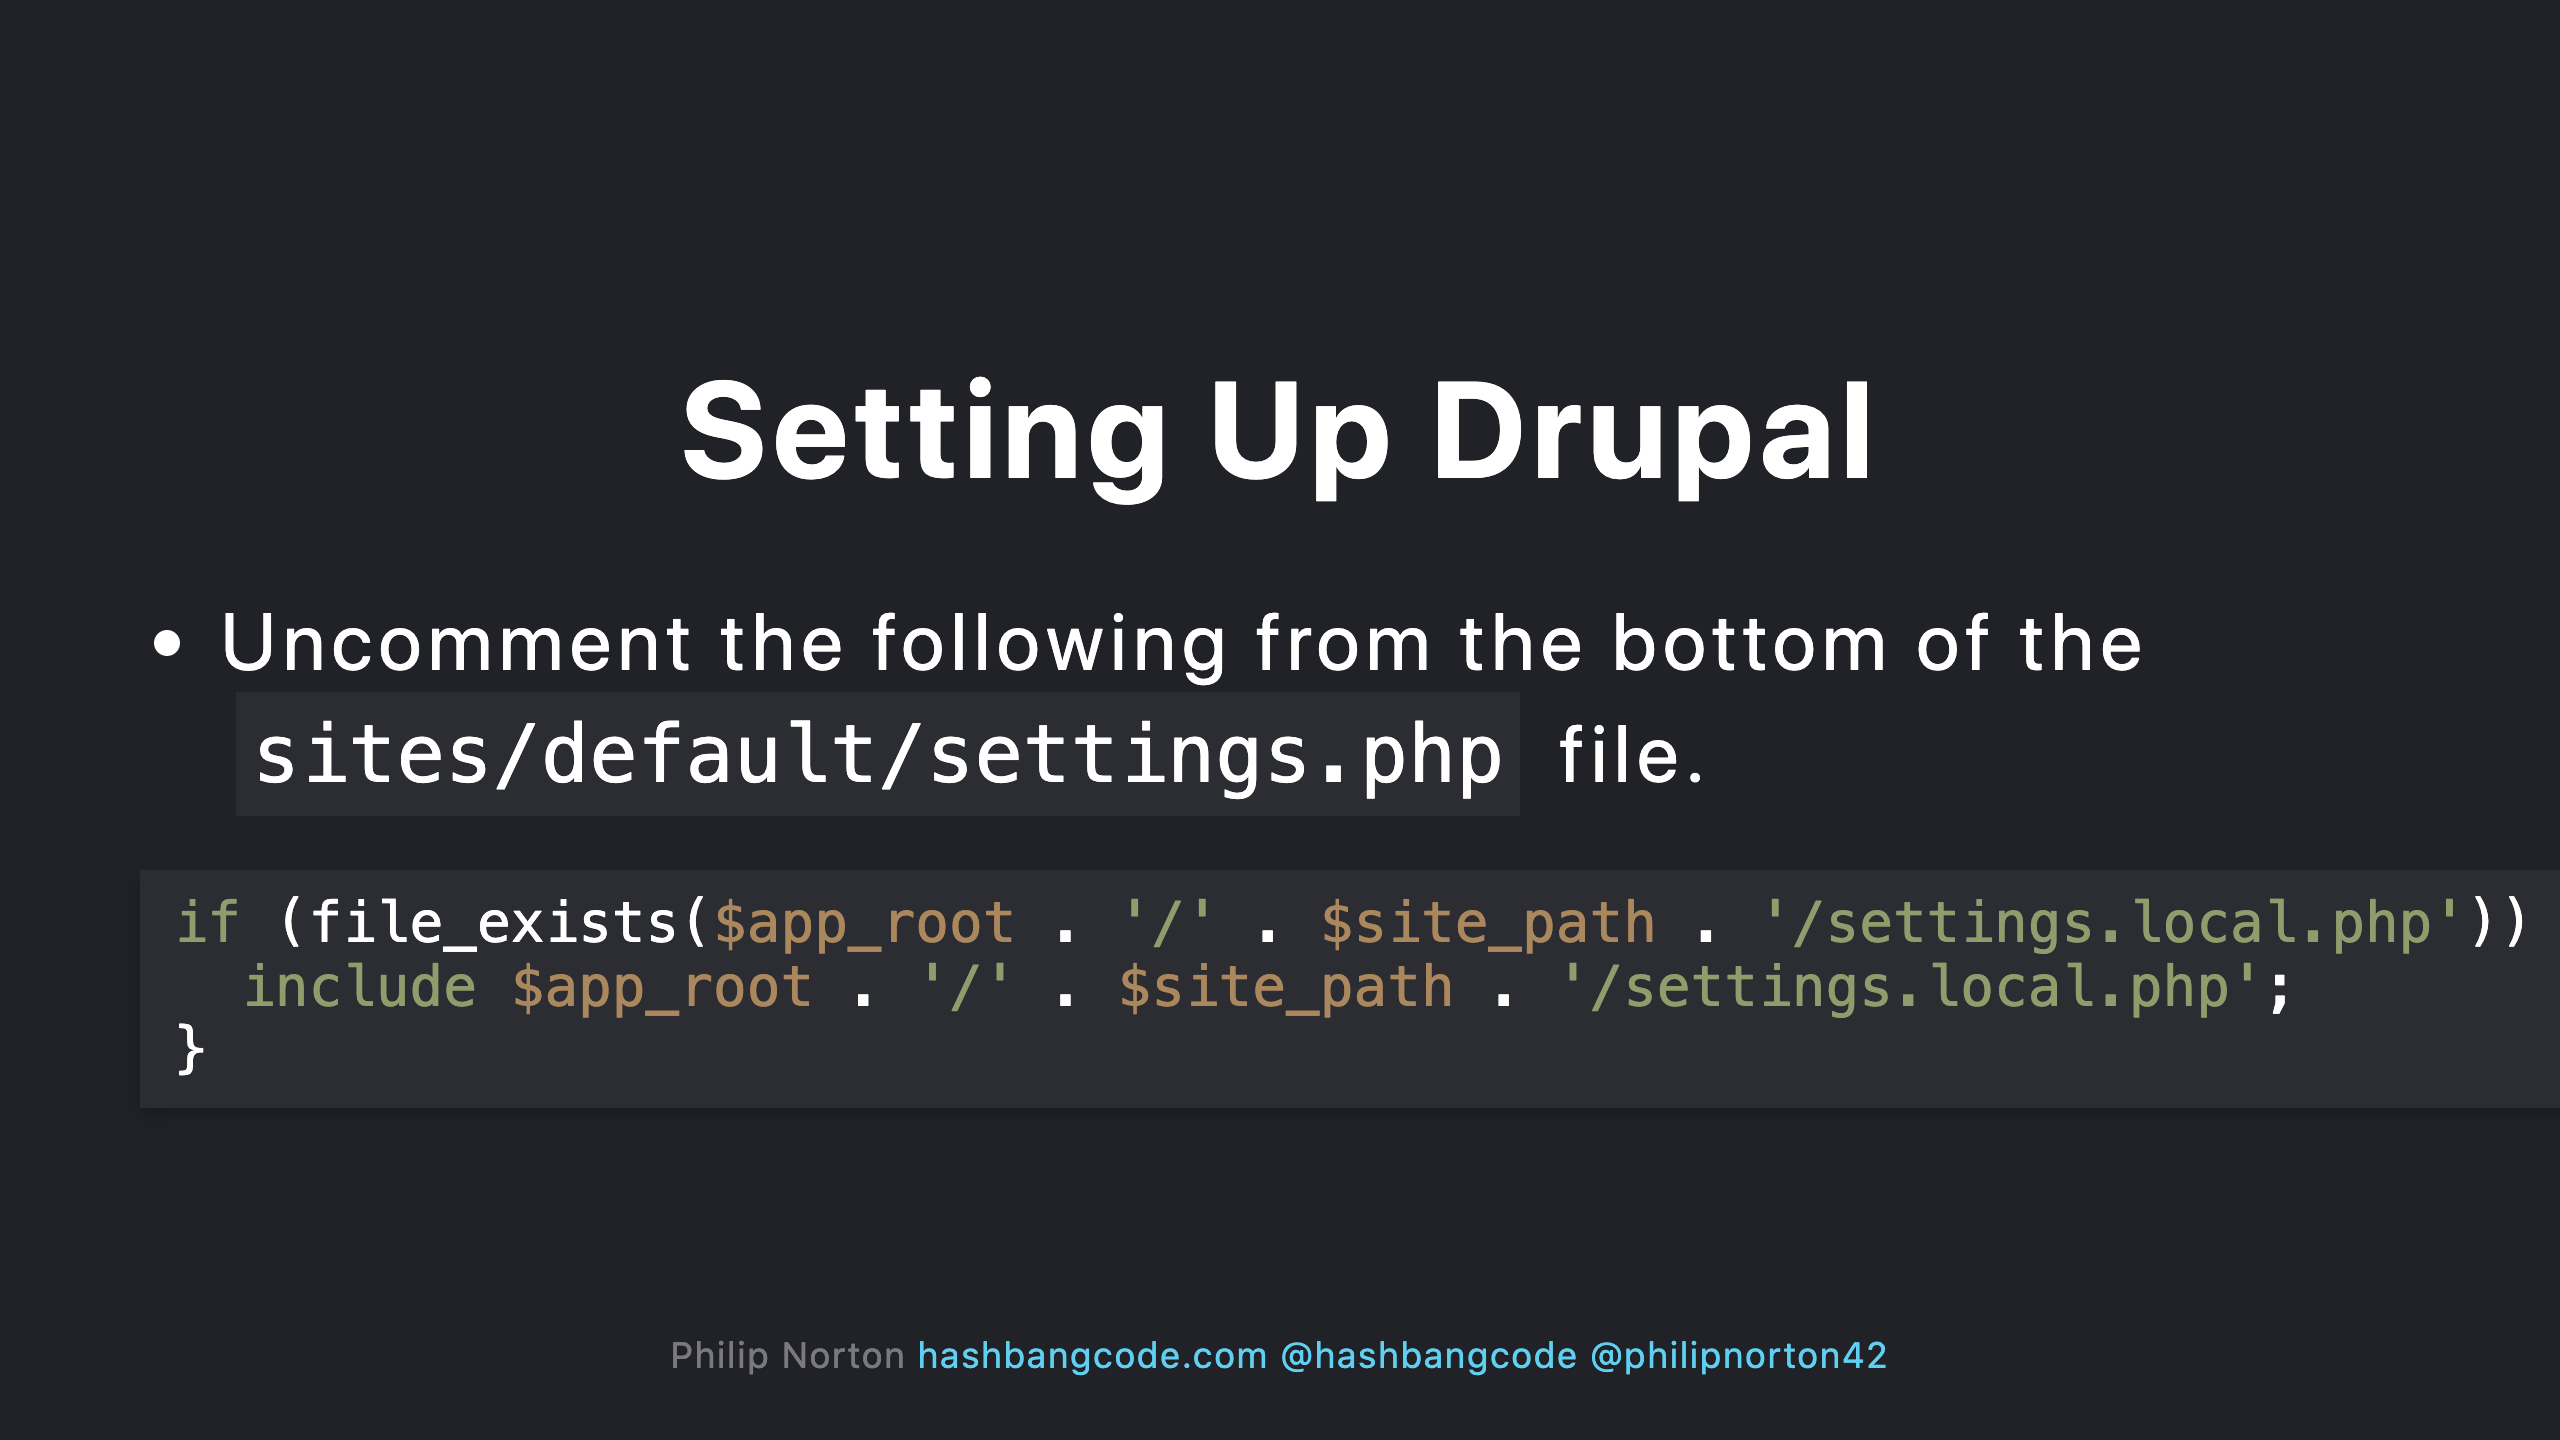 Setting Up Drupal
• Uncomment the following from the bottom of the
sites/default/settings.php file.
if (file_exists($app_root . '/' . $site_path . '/settings.local.php'))
  include $app_root . '/' . $site_path . '/settings.local.php';
}
Philip Norton hashbangcode.com @hashbangcode @philipnorton42